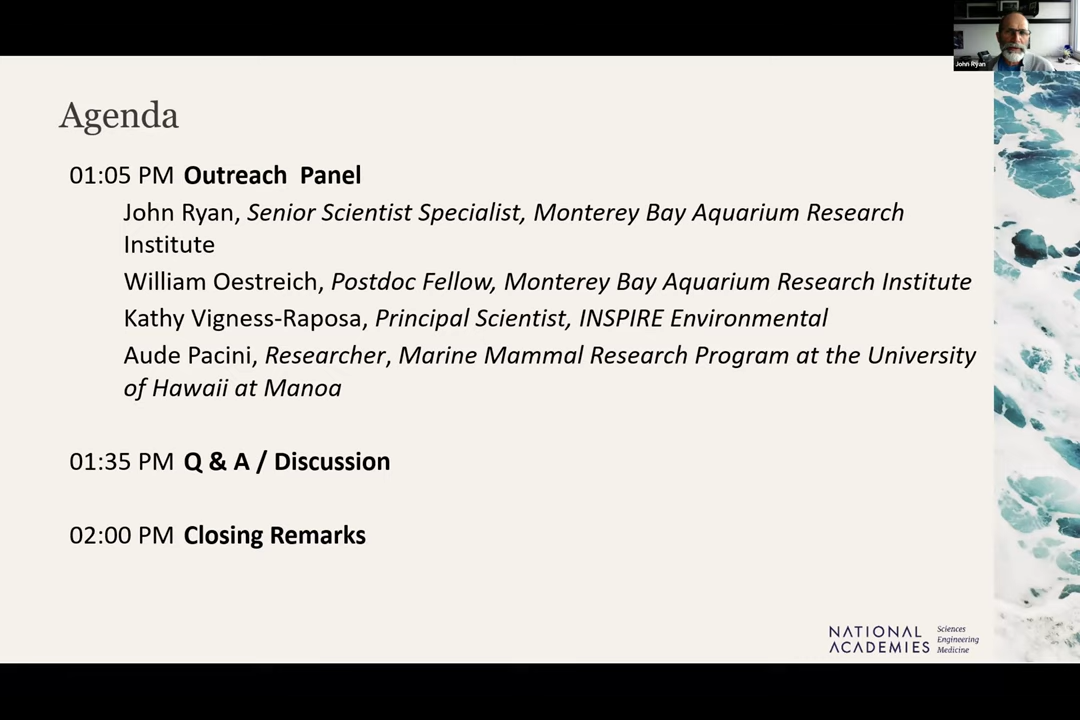 John Ryan
Agenda
01:05 PM Outreach Panel
John Ryan, Senior Scientist Specialist, Monterey Bay Aquarium Research
Institute
William Oestreich, Postdoc Fellow, Monterey Bay Aquarium Research Institute
Kathy Vigness-Raposa, Principal Scientist, INSPIRE Environmental
Aude Pacini, Researcher, Marine Mammal Research Program at the University
of Hawaii at Manoa
01:35 PM Q & A / Discussion
02:00 PM Closing Remarks
NATIONAL
ACADEMIES
Sciences
Engineering
Medicine